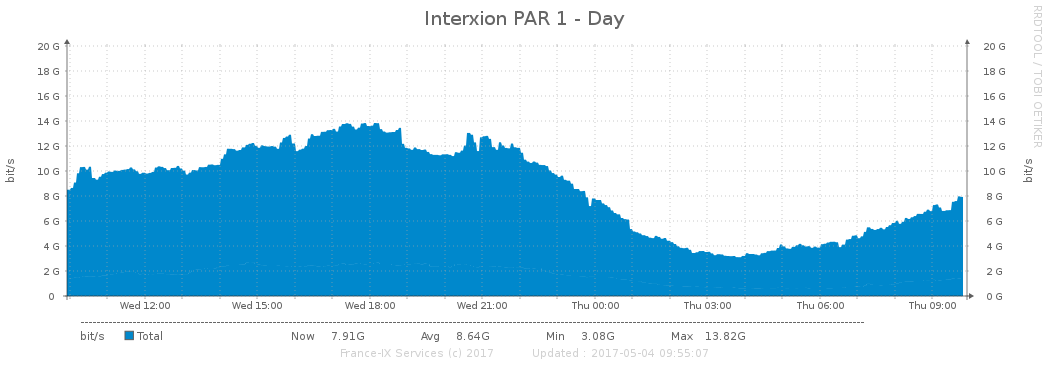 Interxion PAR 1 - Day
RRDTOOL / TOBI OETIKER
bit/s
20 G 20 G
18 G 18 G
16 G 16 G
14 G 14 G
12 G 12 G
10 G 10 G
8 G 8 G
6 G 6 G
4 G 4 G
2 G 2 G
0 0 G
bit/s
Wed 12:00 Wed 15:00 Wed 18:00 Wed 21:00 Thu 00:00 Thu 03:00 Thu 06:00 Thu 09:00
bit/s Total Now 7.91G Avg 8.64G Min 3.08G Max 13.82G
France-IX Services (c) 2017 Updated : 2017-05-04 09:55:07